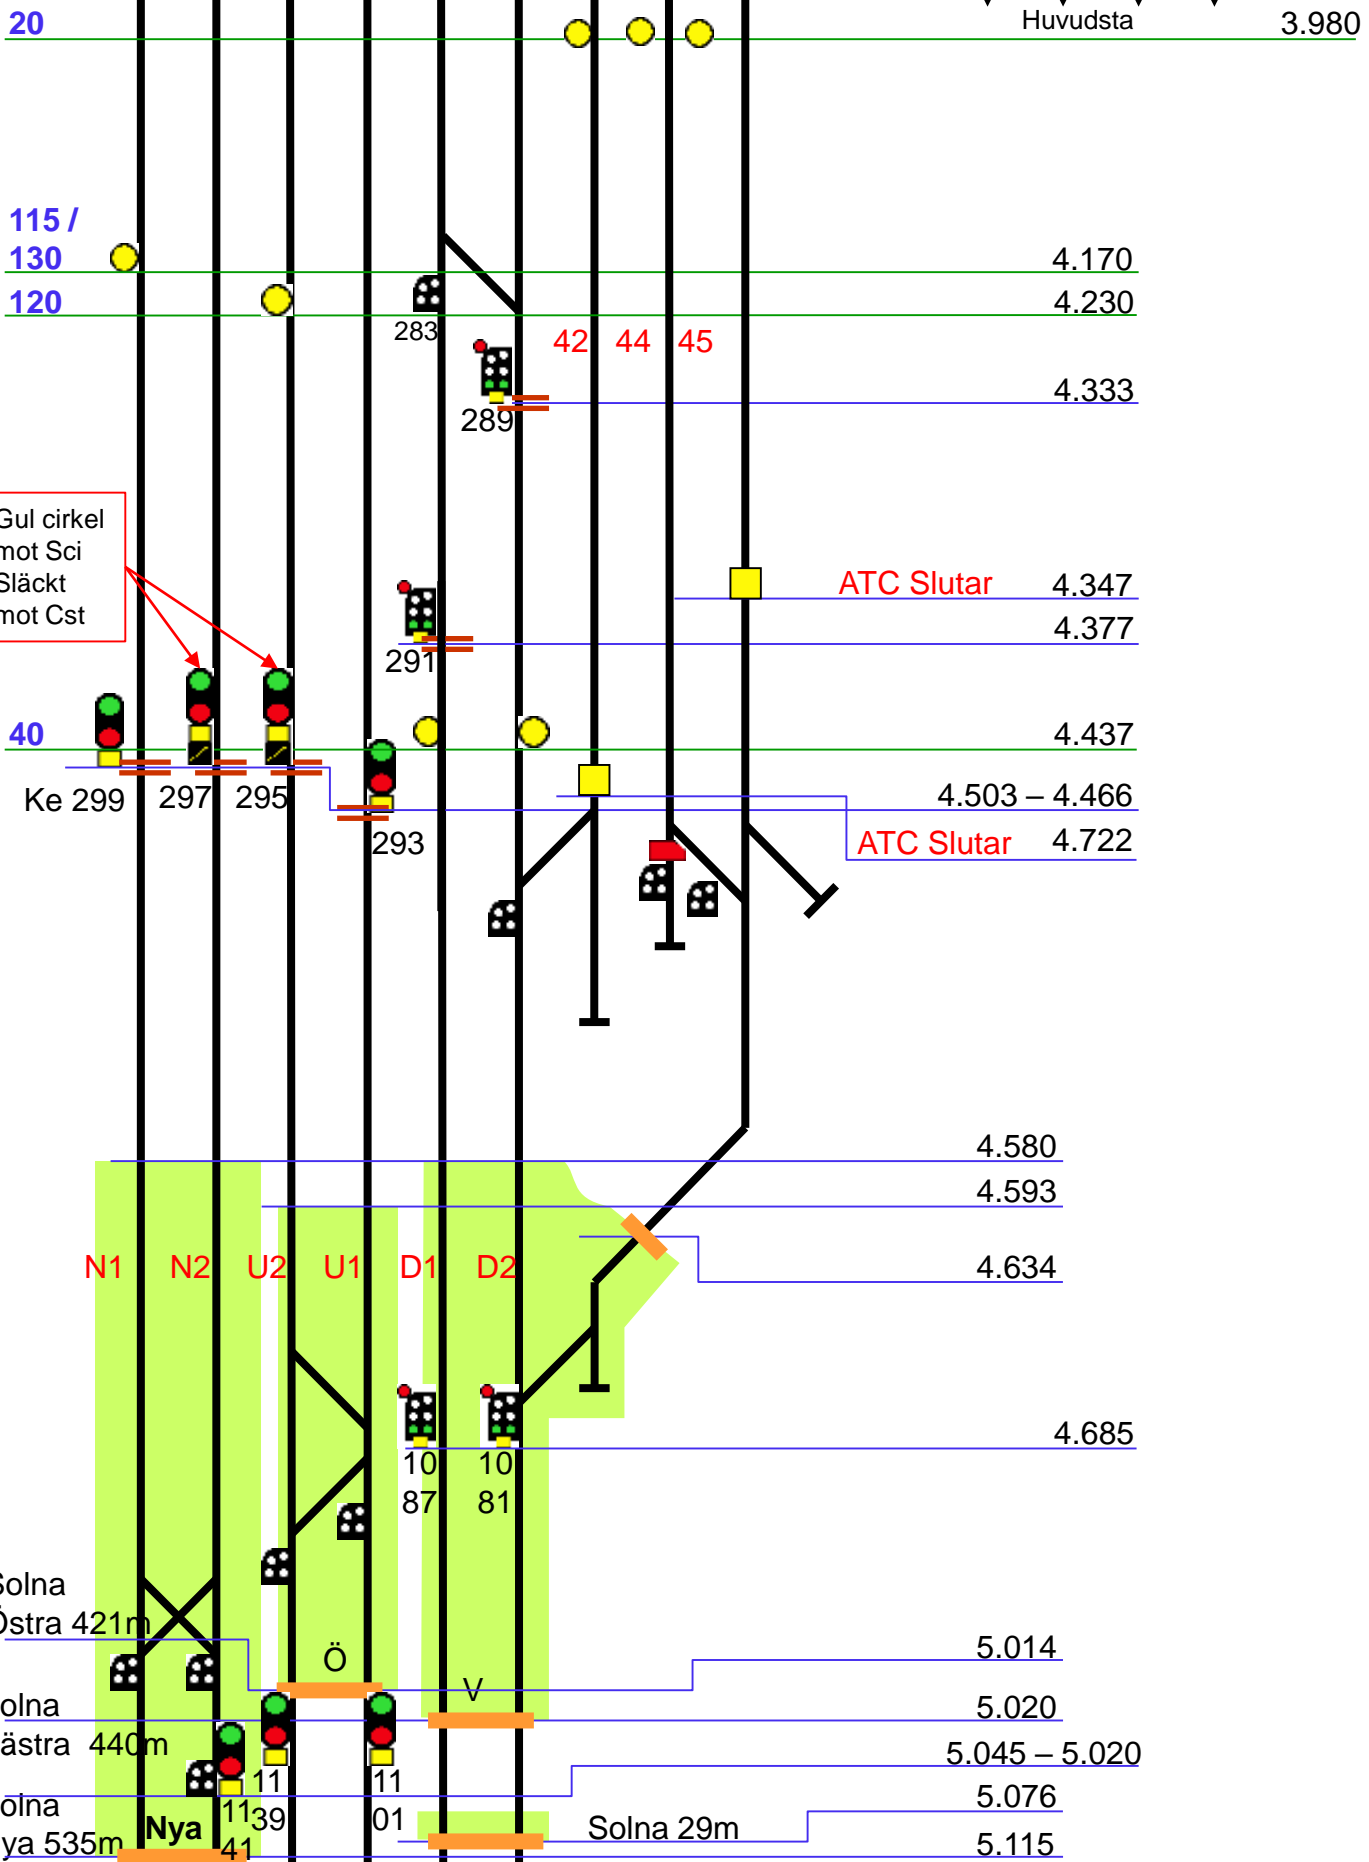 20
Huvudsta 3.980
115 /
130
4.170
120
4.230
283
42 44 45
4.333
289
Gul cirkel
mot Sci
Släckt
mot Cst
ATC Slutar 4.347
4.377
291
40
4.437
Ke 299 297 295
4.503 – 4.466
293
ATC Slutar 4.722
4.580
4.593
N1 N2 U2 U1 D1 D2
4.634
4.685
10 10
87 81
Solna
Östra 421m
Ö
5.014
V
olna
5.020
ästra 440m
5.045 – 5.020
11 11
39 01
5.076
olna
11
41
Nya
Solna 29m
ya 535m
5.115